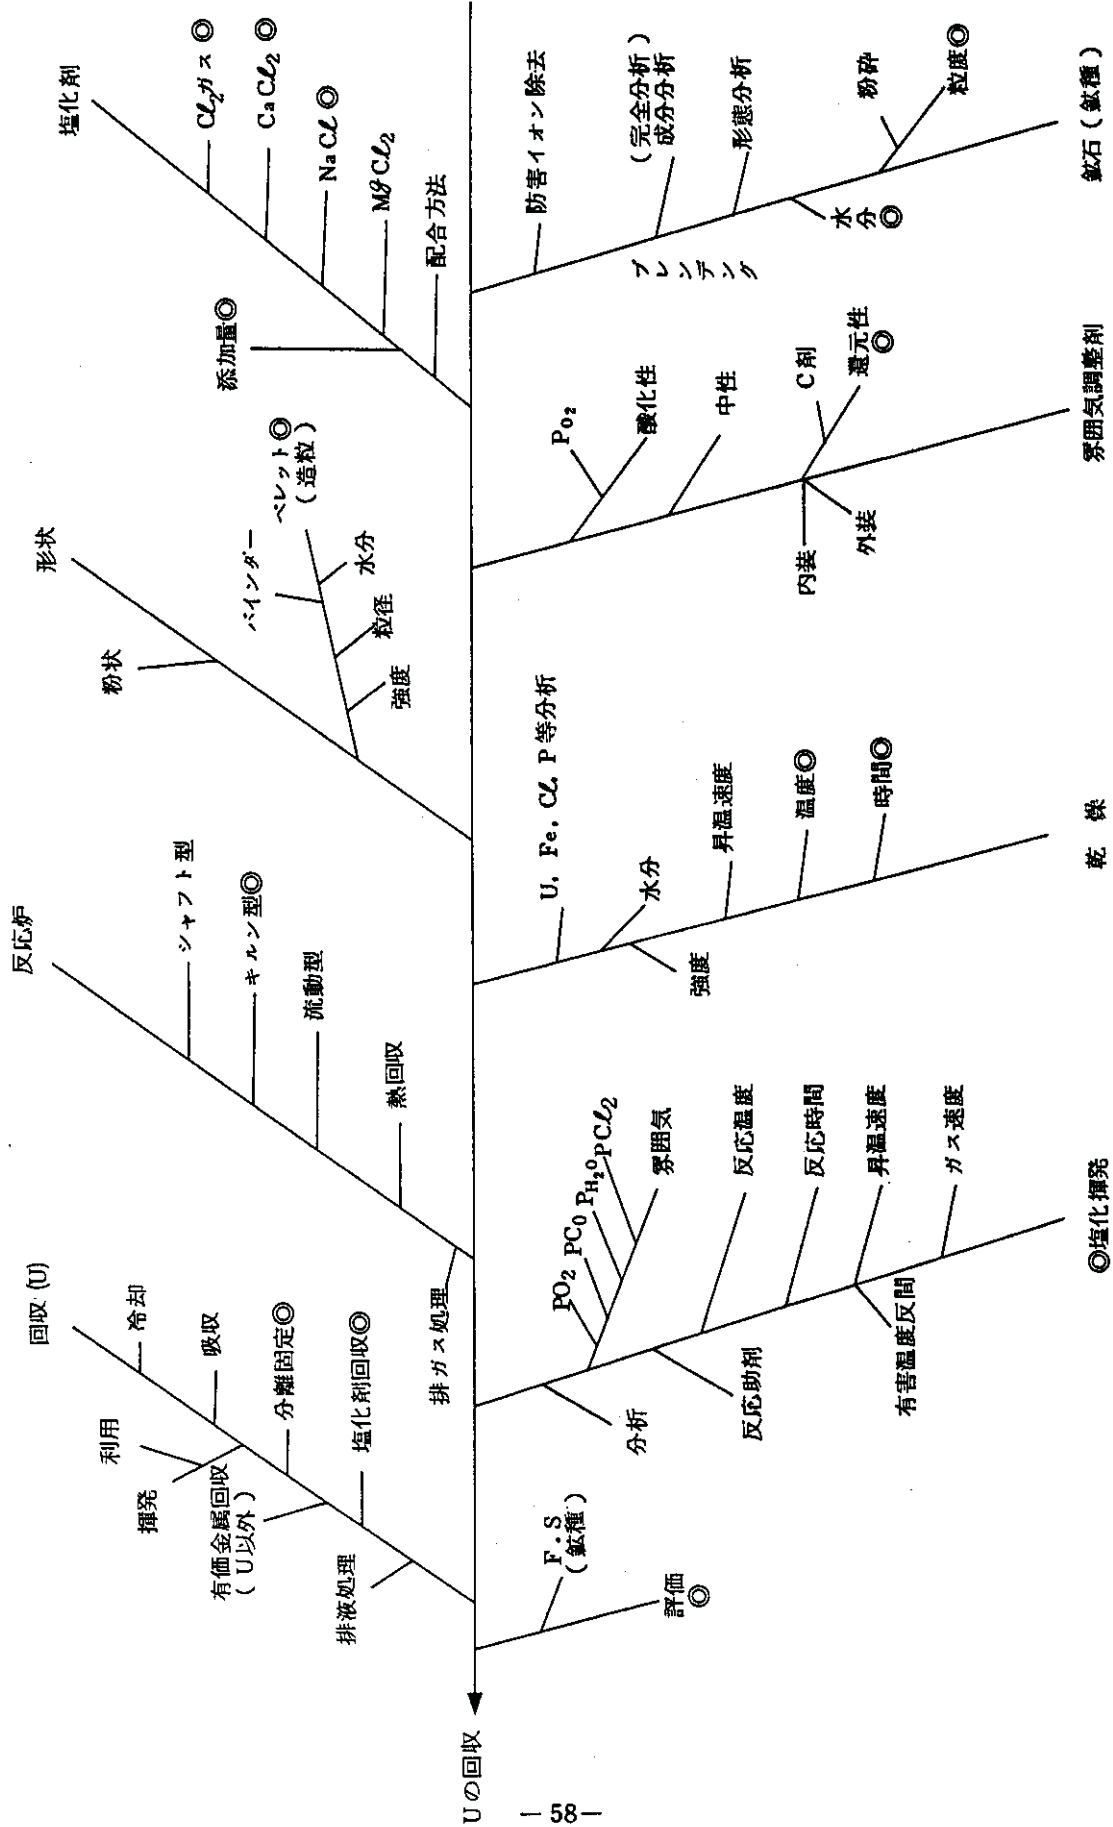 塩化剤
Cl₂ガス◎
CaCl₂◎
NaCl◎
MgCl₂
配合方法
添加量◎
形状
粉状
ペレット◎
(造粒)
バインダー
水分
粒径
強度
反応炉
シャフト型
キルン型◎
流動型
熱回収
排ガス処理
回収(U)
冷却
吸収
利用
揮発
分離固定◎
有価金属回収
(U以外)
塩化剤回収◎
排液処理
防害イオン除去
(完全分析)
成分分析
形態分析
ブレンデング
水分◎
粉砕
粒度◎
鉱石(鉱種)
PO₂
酸化性
中性
C剤
還元性◎
内装
外装
雰囲気調整剤
U, Fe, Cl, P等分析
水分
強度
昇温速度
温度◎
時間◎
乾 燥
PO₂
PCO
PH₂O
PCl₂
雰囲気
分析
反応温度
反応助剤
反応時間
昇温速度
有害温度反間
ガス速度
◎塩化揮発
F.S
(鉱種)
評価◎
Uの回収
—58—